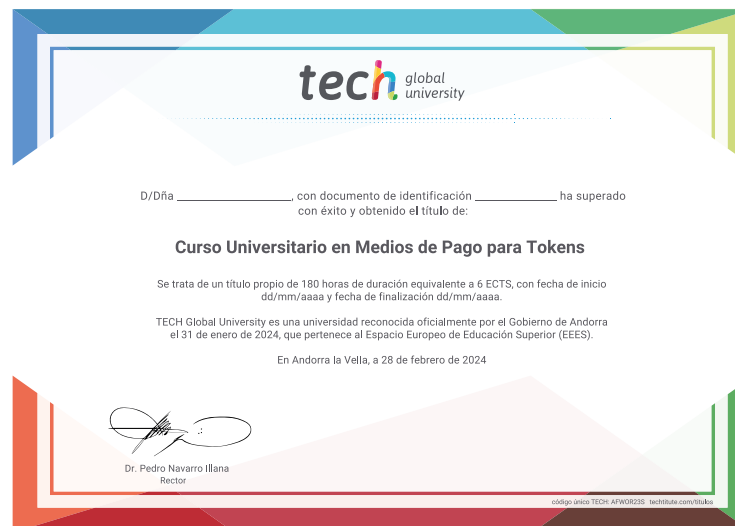 tech global university
D/Dña ______________________, con documento de identificación ________________ ha superado
con éxito y obtenido el título de:
Curso Universitario en Medios de Pago para Tokens
Se trata de un título propio de 180 horas de duración equivalente a 6 ECTS, con fecha de inicio
dd/mm/aaaa y fecha de finalización dd/mm/aaaa.
TECH Global University es una universidad reconocida oficialmente por el Gobierno de Andorra
el 31 de enero de 2024, que pertenece al Espacio Europeo de Educación Superior (EEES).
En Andorra la Vella, a 28 de febrero de 2024
Dr. Pedro Navarro Illana
Rector
código único TECH: AFWOR23S techtitute.com/titulos